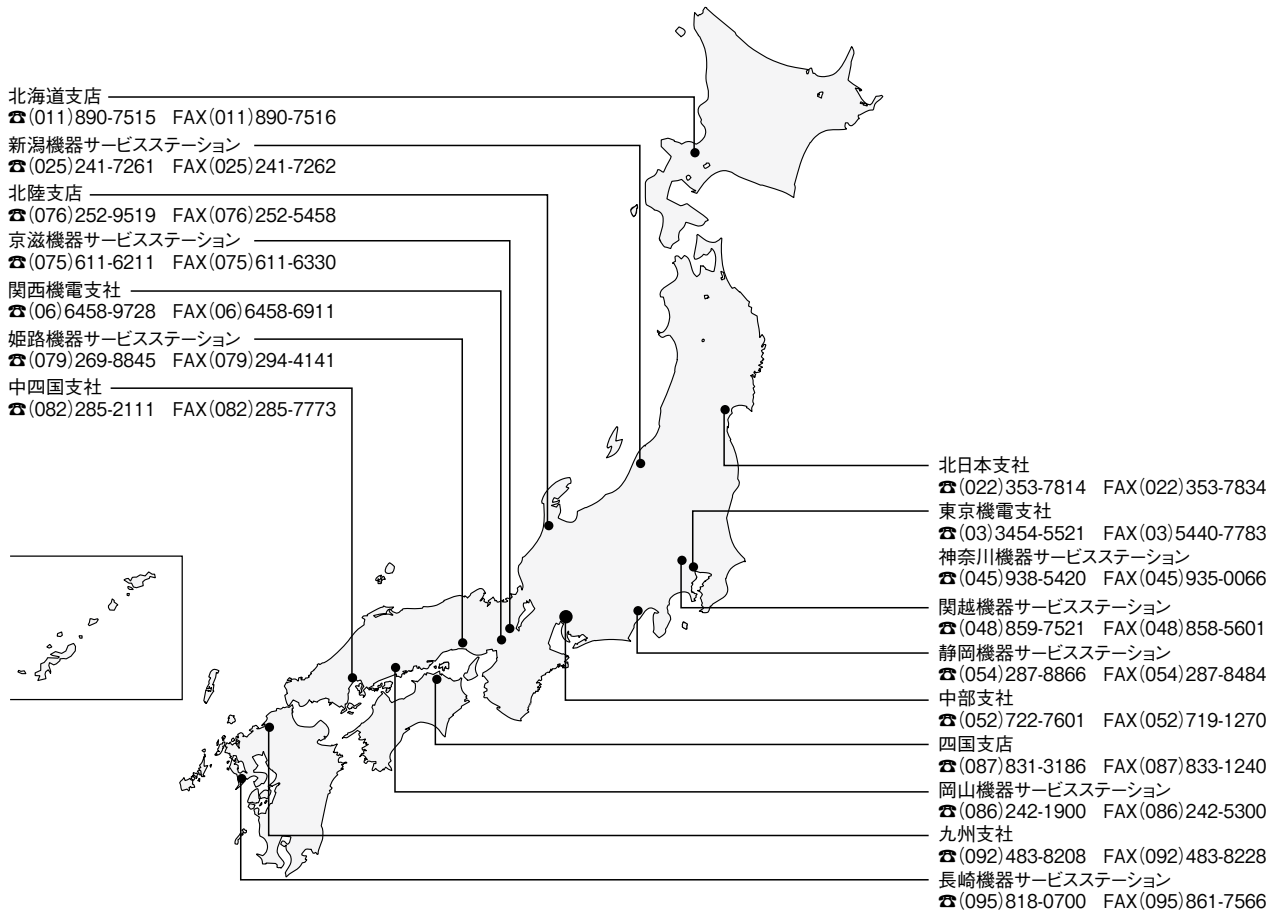 北海道支店
☎(011)890-7515 FAX(011)890-7516
新潟機器サービスステーション
☎(025)241-7261 FAX(025)241-7262
北陸支店
☎(076)252-9519 FAX(076)252-5458
京滋機器サービスステーション
☎(075)611-6211 FAX(075)611-6330
関西機電支社
☎(06)6458-9728 FAX(06)6458-6911
姫路機器サービスステーション
☎(079)269-8845 FAX(079)294-4141
中四国支社
☎(082)285-2111 FAX(082)285-7773
北日本支社
☎(022)353-7814 FAX(022)353-7834
東京機電支社
☎(03)3454-5521 FAX(03)5440-7783
神奈川機器サービスステーション
☎(045)938-5420 FAX(045)935-0066
関越機器サービスステーション
☎(048)859-7521 FAX(048)858-5601
静岡機器サービスステーション
☎(054)287-8866 FAX(054)287-8484
中部支社
☎(052)722-7601 FAX(052)719-1270
四国支店
☎(087)831-3186 FAX(087)833-1240
岡山機器サービスステーション
☎(086)242-1900 FAX(086)242-5300
九州支社
☎(092)483-8208 FAX(092)483-8228
長崎機器サービスステーション
☎(095)818-0700 FAX(095)861-7566